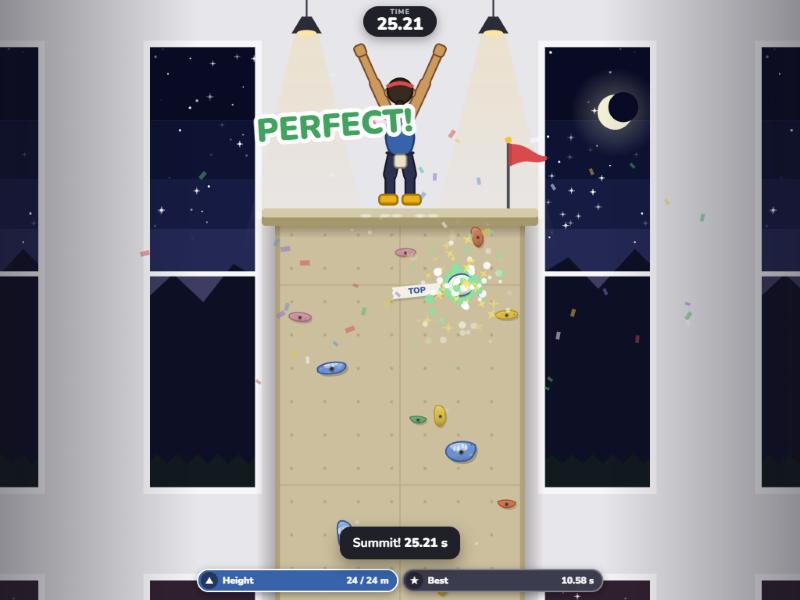 TIME
25.21
PERFECT!
TOP
Summit! 25.21 s
Height 24 / 24 m
Best 10.58 s